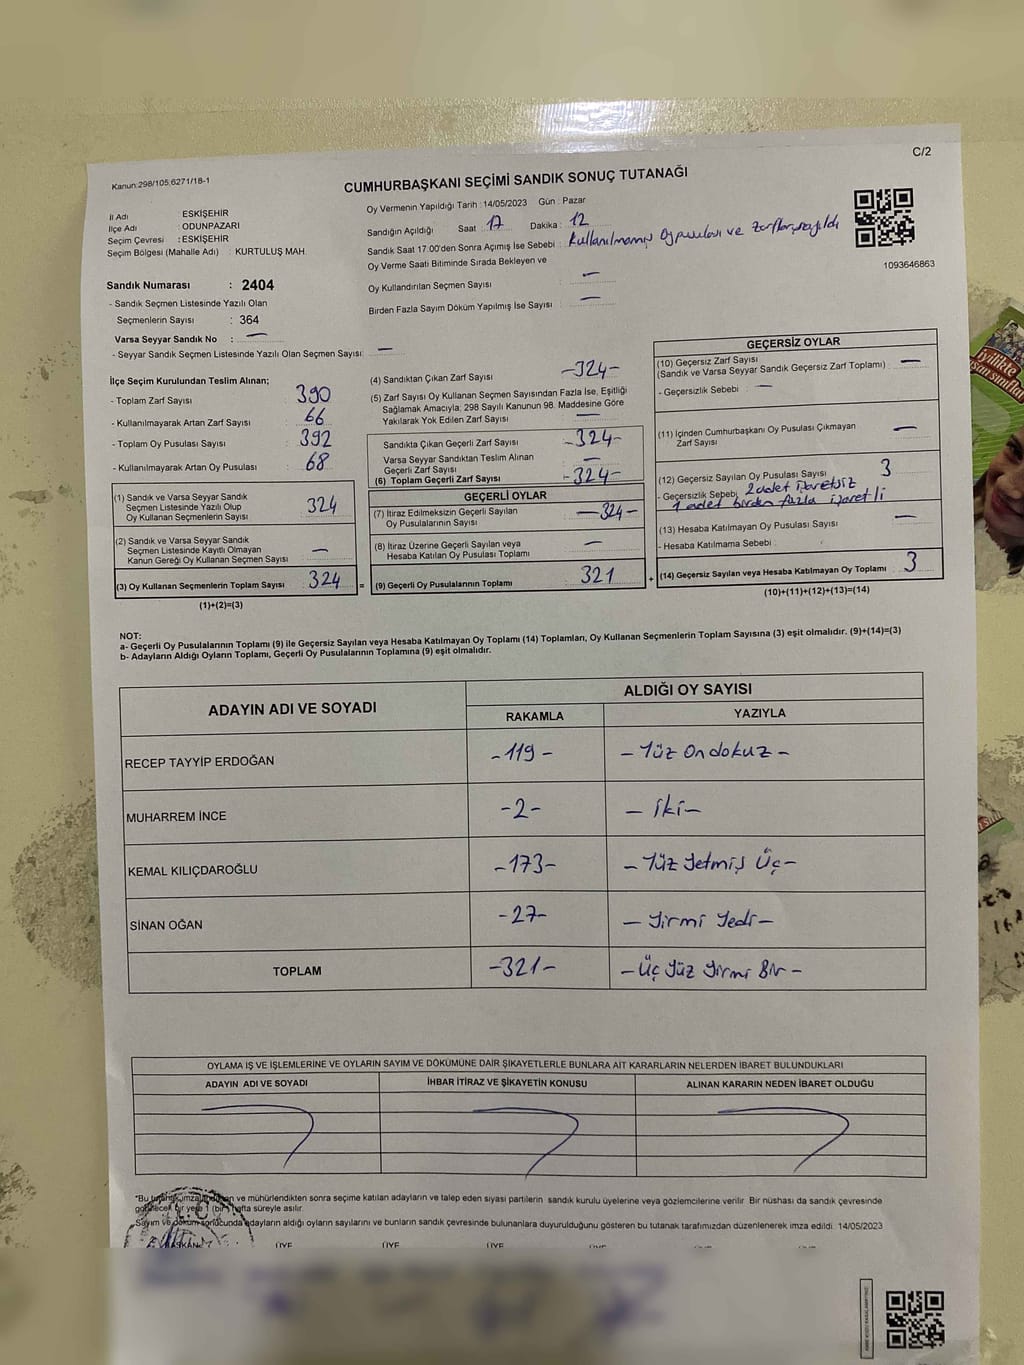 C/2
Kanun:298/105,6271/18-1
CUMHURBAŞKANI SEÇİMİ SANDIK SONUÇ TUTANAĞI
İl Adı ESKİŞEHİR
İlçe Adı : ODUNPAZARI
Seçim Çevresi : ESKİŞEHİR
Seçim Bölgesi (Mahalle Adı) : KURTULUŞ MAH
Oy Vermenin Yapıldığı Tarih : 14/05/2023 Gün : Pazar
Sandığın Açıldığı Saat : 17 Dakika : 12
Sandık Saat 17.00'den Sonra Açımış İse Sebebi : Kullanılmamış oy pusulası ve zarflar sayıldı
Oy Verme Saati Bitiminde Sırada Bekleyen ve
Oy Kullandırılan Seçmen Sayısı : —
Birden Fazla Sayım Döküm Yapılmış İse Sayısı : —
1093646863
Sandık Numarası : 2404
- Sandık Seçmen Listesinde Yazılı Olan
Seçmenlerin Sayısı : 364
Varsa Seyyar Sandık No : —
- Seyyar Sandık Seçmen Listesinde Yazılı Olan Seçmen Sayısı: —
İlçe Seçim Kurulundan Teslim Alınan;
- Toplam Zarf Sayısı : 390
- Kullanılmayarak Artan Zarf Sayısı : 66
- Toplam Oy Pusulası Sayısı : 392
- Kullanılmayarak Artan Oy Pusulası : 68
(1) Sandık ve Varsa Seyyar Sandık
Seçmen Listesinde Yazılı Olup
Oy Kullanan Seçmenlerin Sayısı : 324
(2) Sandık ve Varsa Seyyar Sandık
Seçmen Listesinde Kayıtlı Olmayan
Kanun Gereği Oy Kullanan Seçmen Sayısı : —
(3) Oy Kullanan Seçmenlerin Toplam Sayısı : 324 =
(1)+(2)=(3)
(4) Sandıktan Çıkan Zarf Sayısı : -324-
(5) Zarf Sayısı Oy Kullanan Seçmen Sayısından Fazla İse, Eşitliği
Sağlamak Amacıyla; 298 Sayılı Kanunun 98. Maddesine Göre
Yakılarak Yok Edilen Zarf Sayısı : —
Sandıkta Çıkan Geçerli Zarf Sayısı : -324-
Varsa Seyyar Sandıktan Teslim Alınan
Geçerli Zarf Sayısı : —
(6) Toplam Geçerli Zarf Sayısı : -324-
GEÇERLİ OYLAR
(7) İtiraz Edilmeksizin Geçerli Sayılan
Oy Pusulalarının Sayısı : -324-
(8) İtiraz Üzerine Geçerli Sayılan veya
Hesaba Katılan Oy Pusulası Toplamı : —
(9) Geçerli Oy Pusulalarının Toplamı : 321 +
GEÇERSİZ OYLAR
(10) Geçersiz Zarf Sayısı
(Sandık ve Varsa Seyyar Sandık Geçersiz Zarf Toplamı) : —
- Geçersizlik Sebebi : —
(11) İçinden Cumhurbaşkanı Oy Pusulası Çıkmayan
Zarf Sayısı : —
(12) Geçersiz Sayılan Oy Pusulası Sayısı : 3
- Geçersizlik Sebebi : 2 adet işaretsiz
1 adet birden fazla işaretli
(13) Hesaba Katılmayan Oy Pusulası Sayısı : —
- Hesaba Katılmama Sebebi :
(14) Geçersiz Sayılan veya Hesaba Katılmayan Oy Toplamı : 3
(10)+(11)+(12)+(13)=(14)
NOT:
a- Geçerli Oy Pusulalarının Toplamı (9) ile Geçersiz Sayılan veya Hesaba Katılmayan Oy Toplamı (14) Toplamları, Oy Kullanan Seçmenlerin Toplam Sayısına (3) eşit olmalıdır. (9)+(14)=(3)
b- Adayların Aldığı Oyların Toplamı, Geçerli Oy Pusulalarının Toplamına (9) eşit olmalıdır.
ADAYIN ADI VE SOYADI ALDIĞI OY SAYISI
RAKAMLA YAZIYLA
RECEP TAYYİP ERDOĞAN -119- - Yüz On dokuz -
MUHARREM İNCE -2- - İki -
KEMAL KILIÇDAROĞLU -173- - Yüz Yetmiş Üç -
SİNAN OĞAN -27- - Yirmi Yedi -
TOPLAM -321- - Üç Yüz Yirmi Bir -
OYLAMA İŞ VE İŞLEMLERİNE VE OYLARIN SAYIM VE DÖKÜMÜNE DAİR ŞİKAYETLERLE BUNLARA AİT KARARLARIN NELERDEN İBARET BULUNDUKLARI
ADAYIN ADI VE SOYADI İHBAR İTİRAZ VE ŞİKAYETİN KONUSU ALINAN KARARIN NEDEN İBARET OLDUĞU
"Bu ve mühürlendikten sonra seçime katılan adayların ve talep eden siyasi partilerin sandık kurulu üyelerine veya gözlemcilerine verilir. Bir nüshası da sandık çevresinde
görülecek bir yere 1 (bir) hafta süreyle asılır.
Sayım ve döküm sonucunda adayların aldığı oyların sayılarını ve bunların sandık çevresinde bulunanlara duyurulduğunu gösteren bu tutanak tarafımızdan düzenlenerek imza edildi. 14/05/2023
BAŞKAN ÜYE ÜYE ÜYE ÜYE